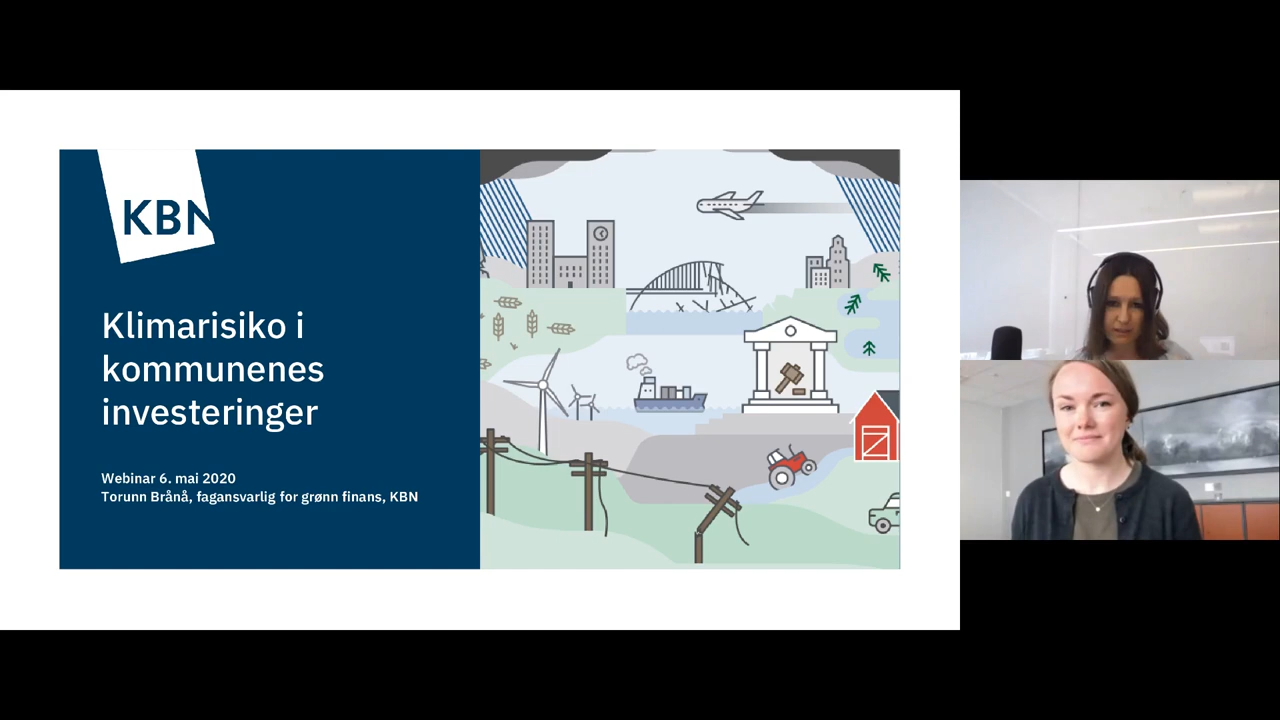 KBN
Klimarisiko i
kommunenes
investeringer
Webinar 6. mai 2020
Torunn Brånå, fagansvarlig for grønn finans, KBN